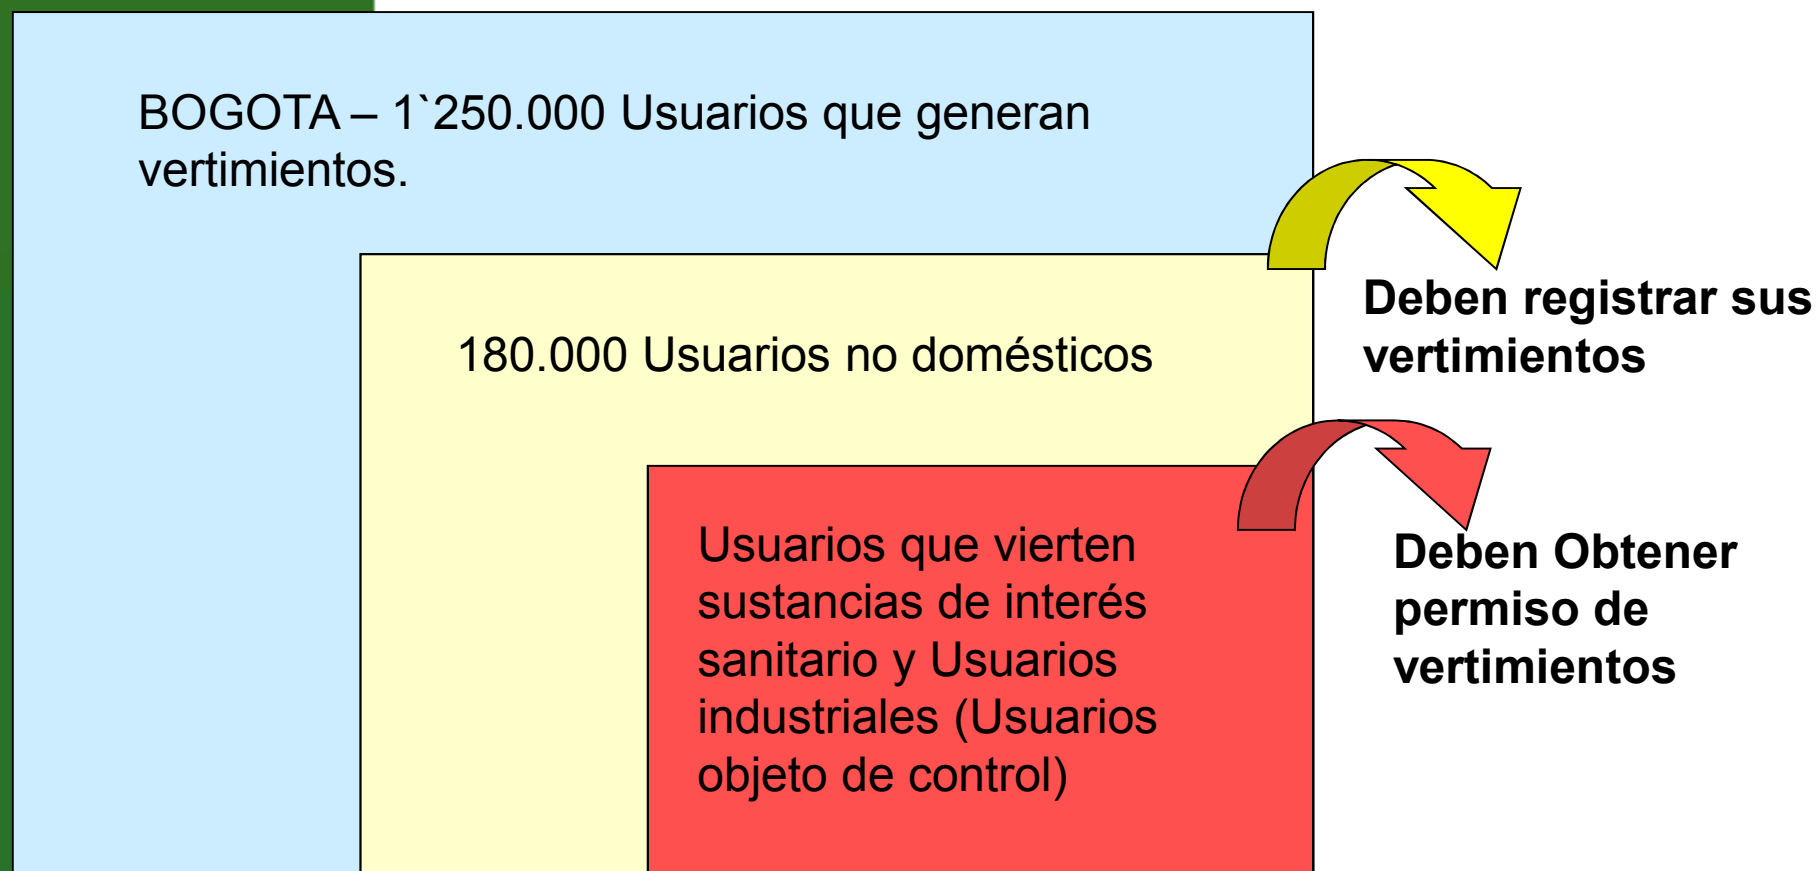 BOGOTA – 1`250.000 Usuarios que generan
vertimientos.
180.000 Usuarios no domésticos
Deben registrar sus
vertimientos
Usuarios que vierten
sustancias de interés
sanitario y Usuarios
industriales (Usuarios
objeto de control)
Deben Obtener
permiso de
vertimientos